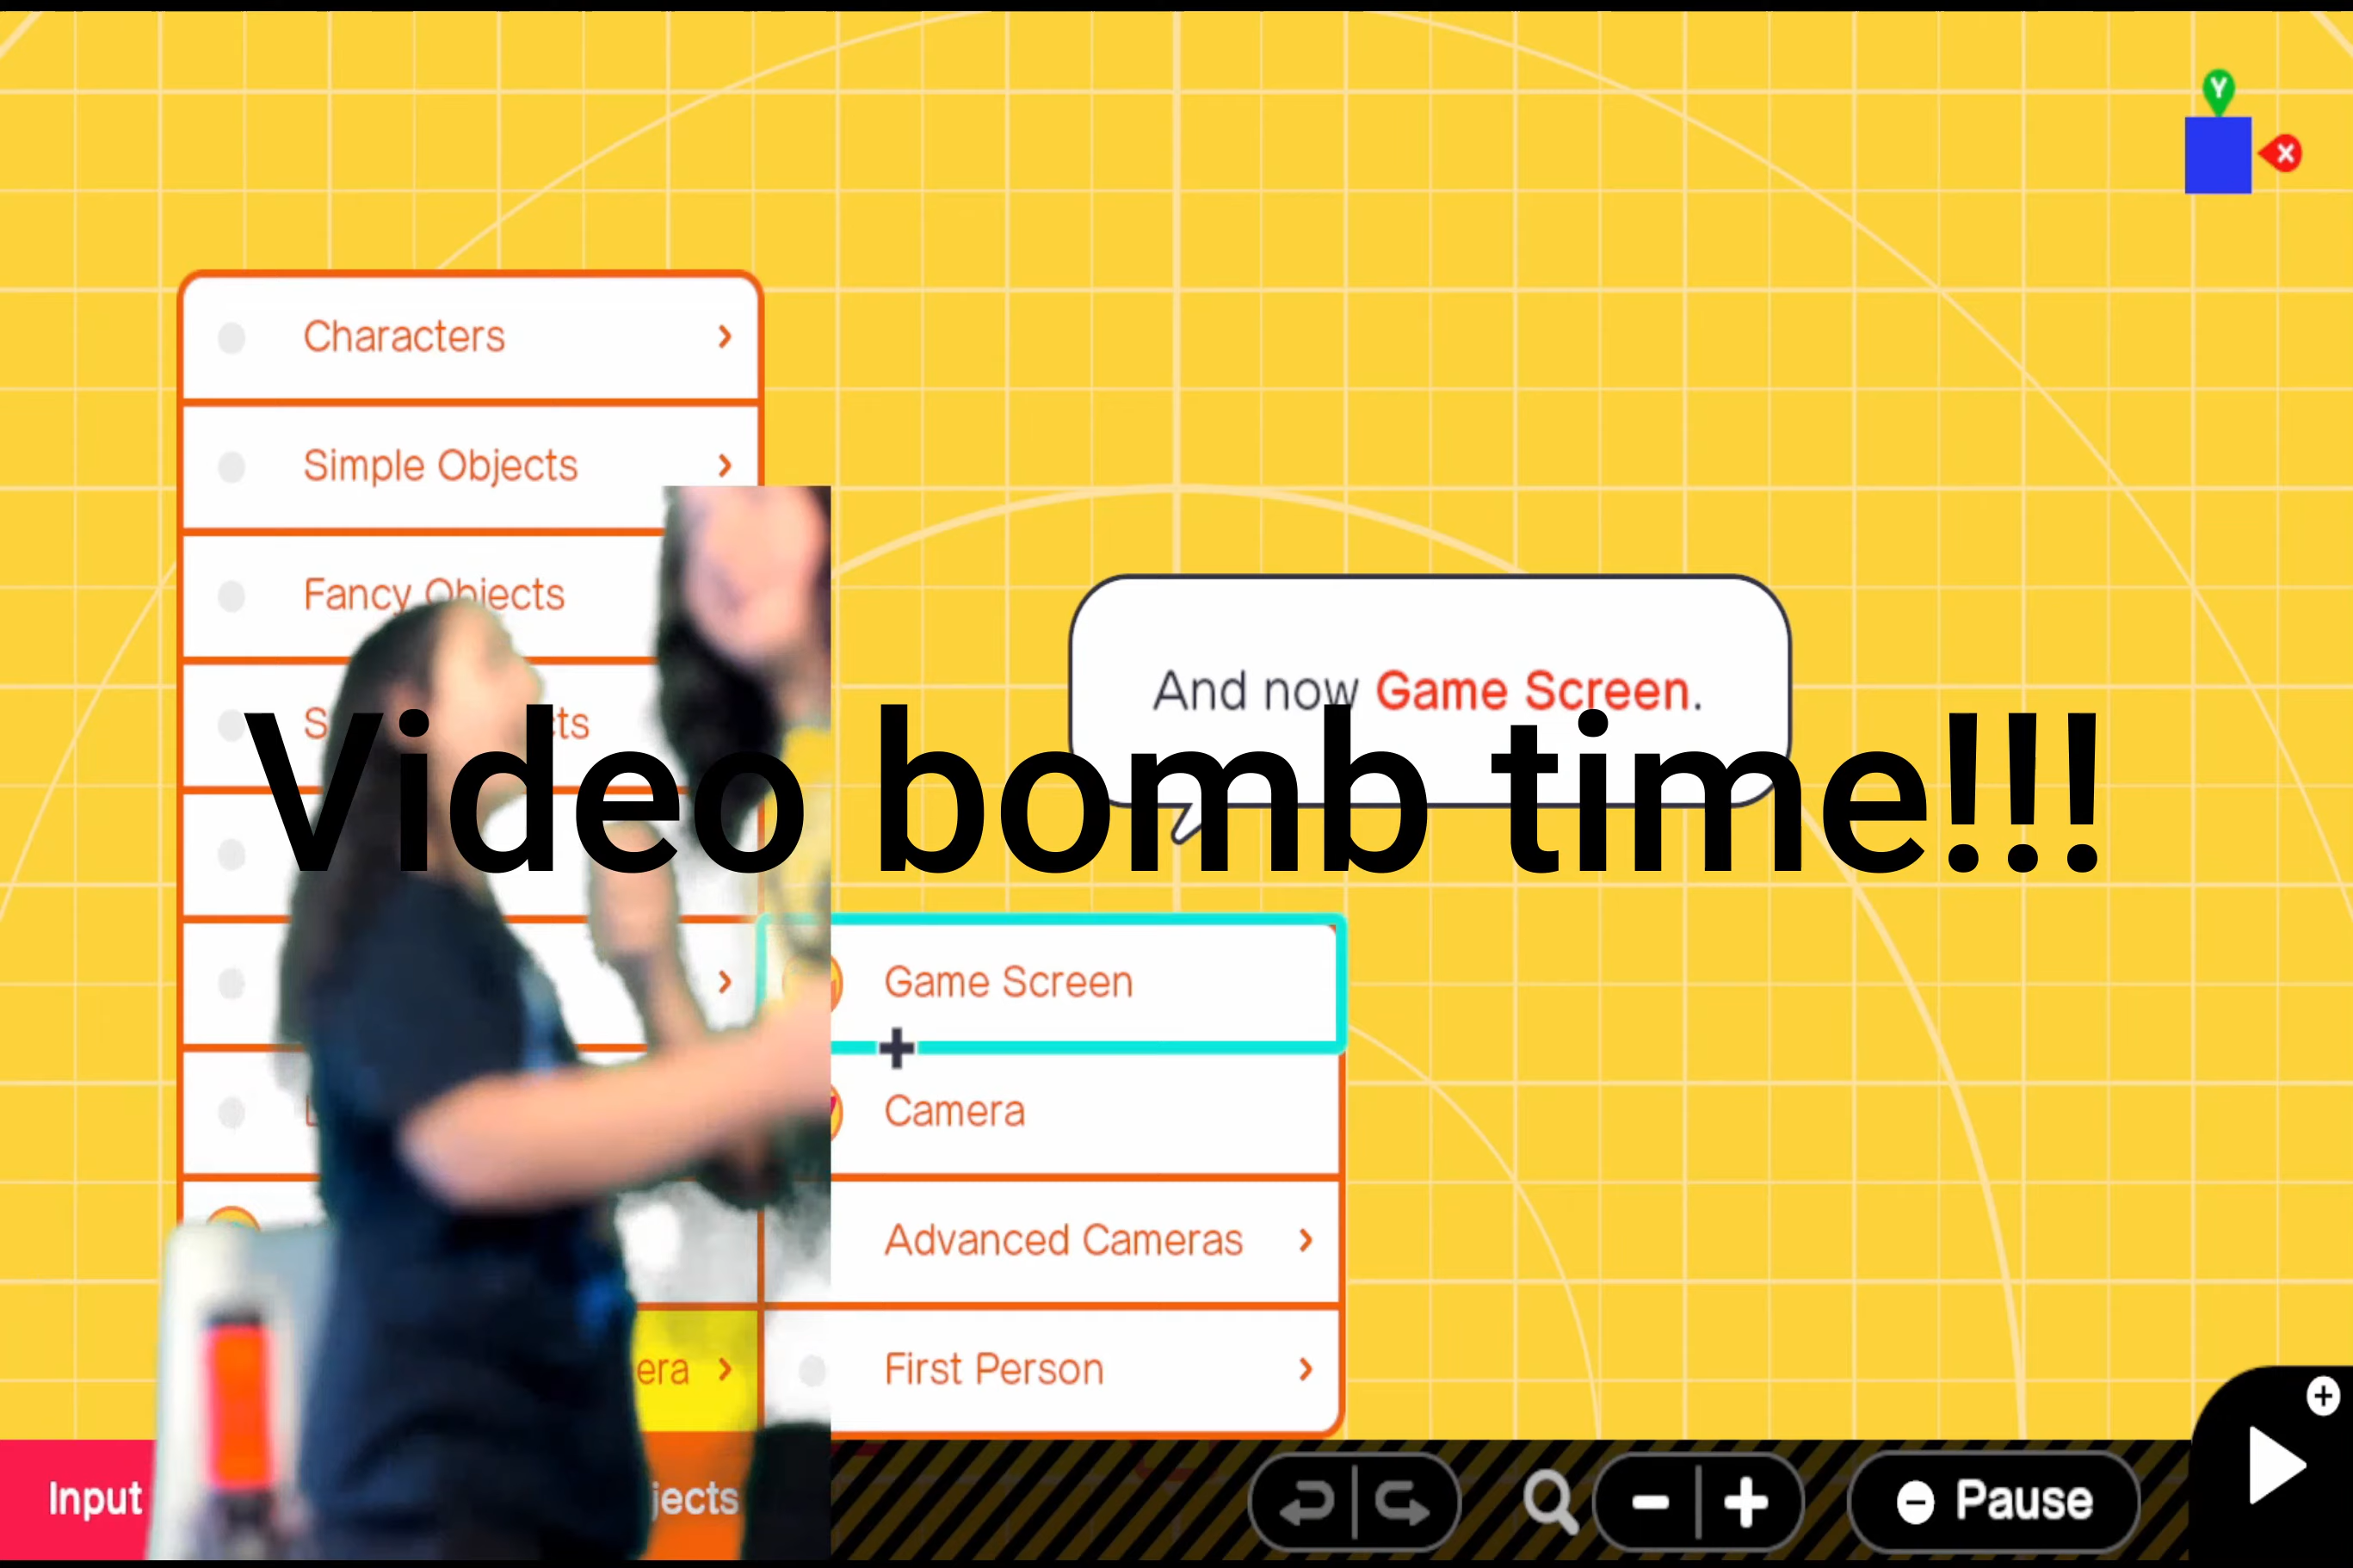 Y
X
Characters
Simple Objects
Fancy Objects
And now Game Screen.
Video bomb time!!!
Game Screen
Camera
Advanced Cameras
First Person
Input
Pause